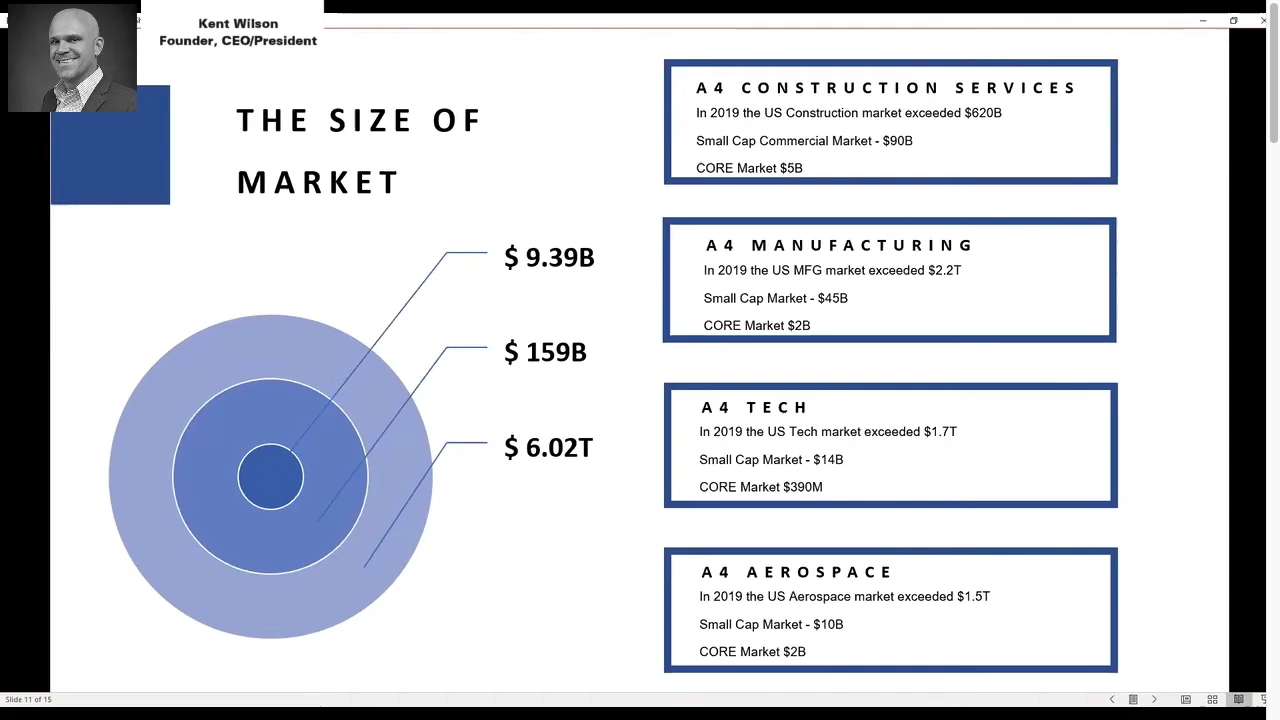 Kent Wilson
Founder, CEO/President
THE SIZE OF
MARKET
$ 9.39B
$ 159B
$ 6.02T
A4 CONSTRUCTION SERVICES
In 2019 the US Construction market exceeded $620B
Small Cap Commercial Market - $90B
CORE Market $5B
A4 MANUFACTURING
In 2019 the US MFG market exceeded $2.2T
Small Cap Market - $45B
CORE Market $2B
A4 TECH
In 2019 the US Tech market exceeded $1.7T
Small Cap Market - $14B
CORE Market $390M
A4 AEROSPACE
In 2019 the US Aerospace market exceeded $1.5T
Small Cap Market - $10B
CORE Market $2B
Slide 11 of 15